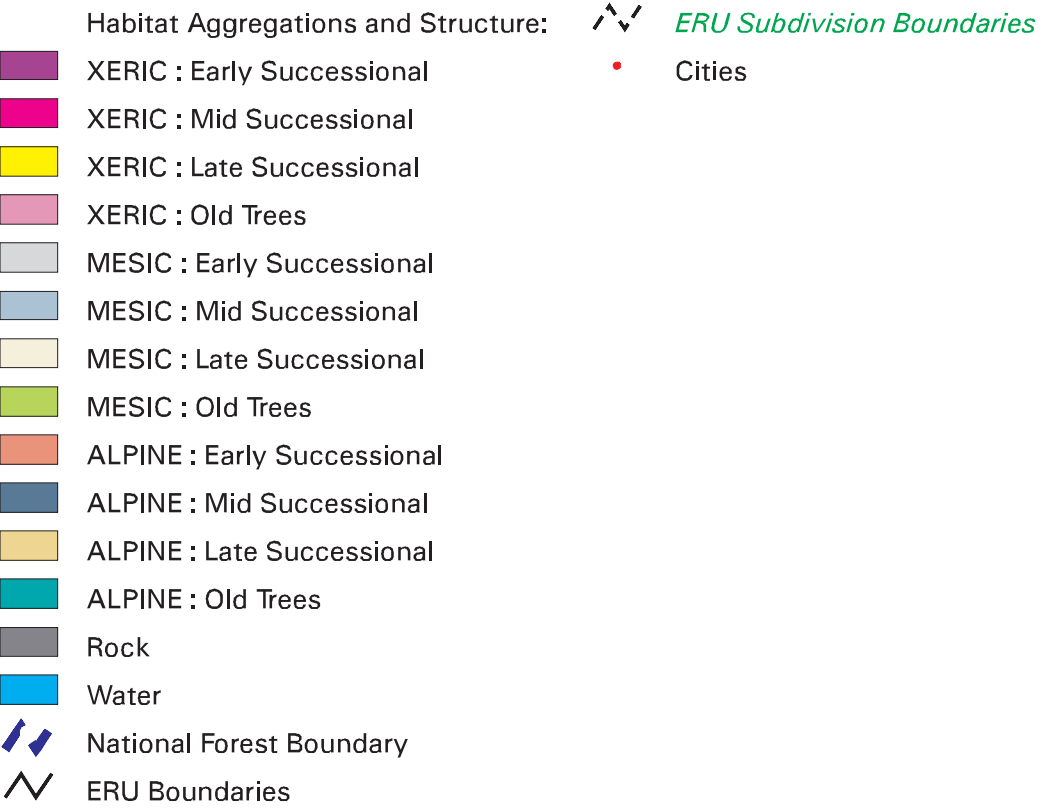 Habitat Aggregations and Structure:
XERIC : Early Successional
XERIC : Mid Successional
XERIC : Late Successional
XERIC : Old Trees
MESIC : Early Successional
MESIC : Mid Successional
MESIC : Late Successional
MESIC : Old Trees
ALPINE : Early Successional
ALPINE : Mid Successional
ALPINE : Late Successional
ALPINE : Old Trees
Rock
Water
National Forest Boundary
ERU Boundaries
ERU Subdivision Boundaries
Cities